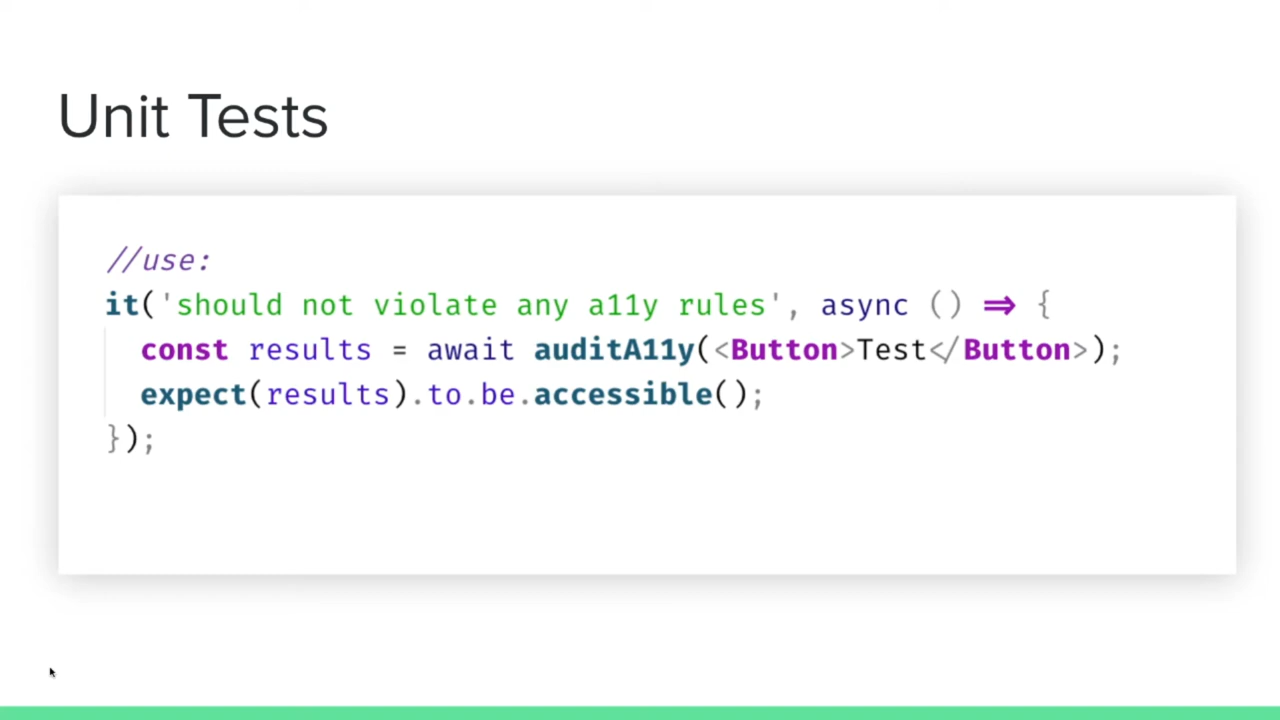 Unit Tests
//use:
it('should not violate any a11y rules', async () => {
const results = await auditA11y(<Button>Test</Button>);
expect(results).to.be.accessible();
});